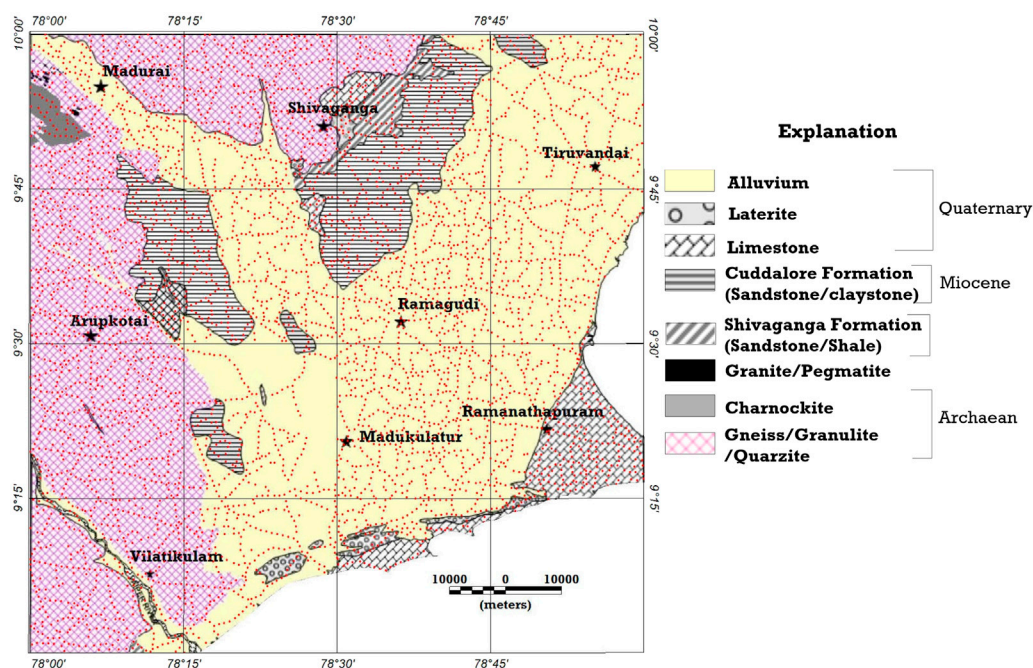 78°00'
78°15'
78°30'
78°45'
10°00
10°00
Madurai
Shivaganga
Tiruvandai
9°45'
9°45'
Ramagudi
Arupkotai
9°30'
9°30'
Ramanathapuram
Madukulatur
9°15'
9°15'
Vilatikulam
10000 0 10000
(meters)
78°00'
78°15'
78°30'
78°45'
Explanation
Alluvium
Quaternary
Laterite
Limestone
Cuddalore Formation
(Sandstone/claystone)
Miocene
Shivaganga Formation
(Sandstone/Shale)
Granite/Pegmatite
Charnockite
Archaean
Gneiss/Granulite
/Quarzite